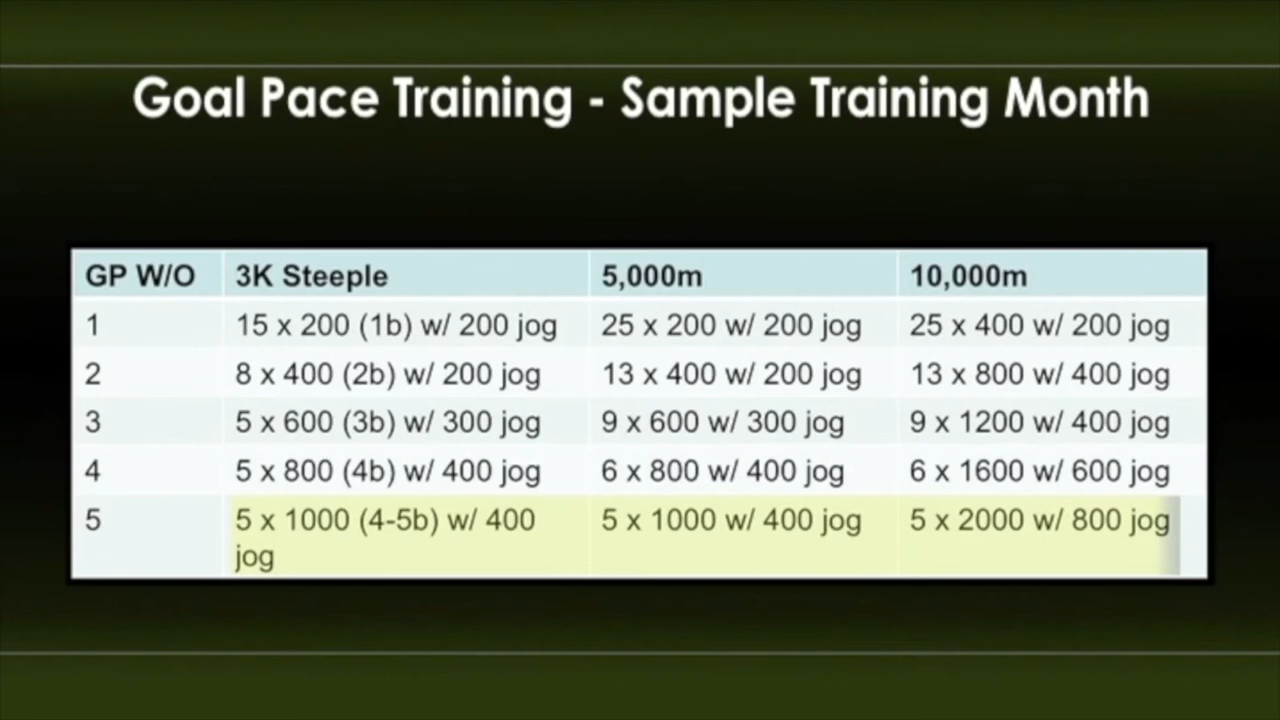 Goal Pace Training - Sample Training Month
GP W/O 3K Steeple 5,000m 10,000m
1 15 x 200 (1b) w/ 200 jog 25 x 200 w/ 200 jog 25 x 400 w/ 200 jog
2 8 x 400 (2b) w/ 200 jog 13 x 400 w/ 200 jog 13 x 800 w/ 400 jog
3 5 x 600 (3b) w/ 300 jog 9 x 600 w/ 300 jog 9 x 1200 w/ 400 jog
4 5 x 800 (4b) w/ 400 jog 6 x 800 w/ 400 jog 6 x 1600 w/ 600 jog
5 5 x 1000 (4-5b) w/ 400 5 x 1000 w/ 400 jog 5 x 2000 w/ 800 jog
jog